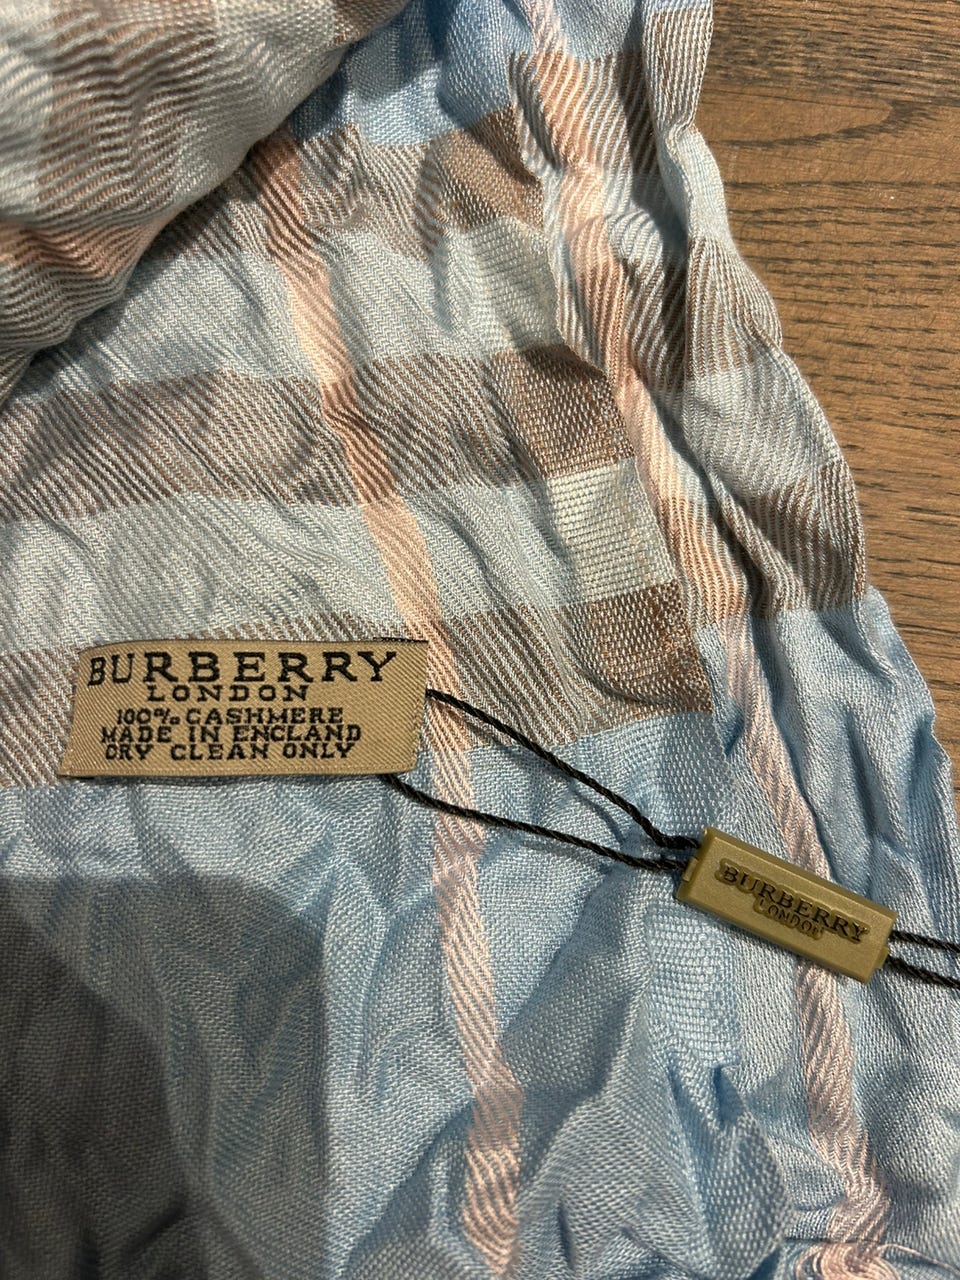 BURBERRY
LONDON
100% CASHMERE
MADE IN ENGLAND
DRY CLEAN ONLY
BURBERRY
LONDON